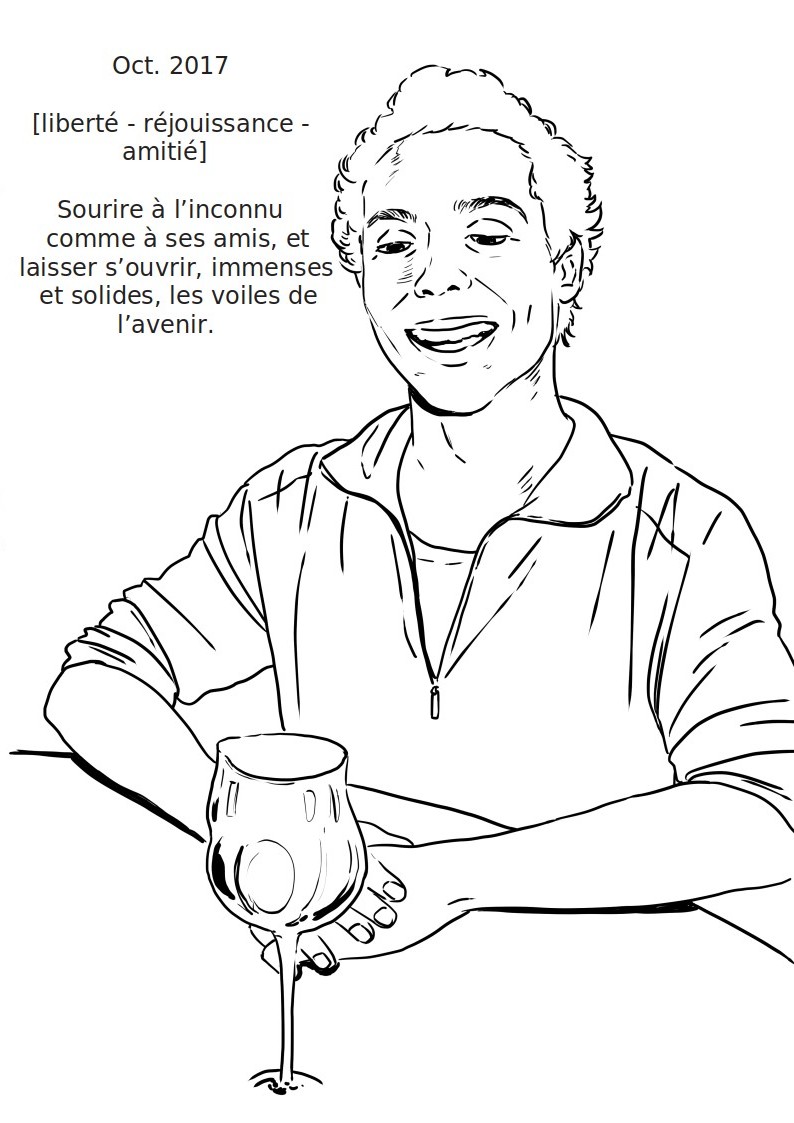 Oct. 2017
[liberté - réjouissance -
amitié]
Sourire à l’inconnu
comme à ses amis, et
laisser s’ouvrir, immenses
et solides, les voiles de
l’avenir.